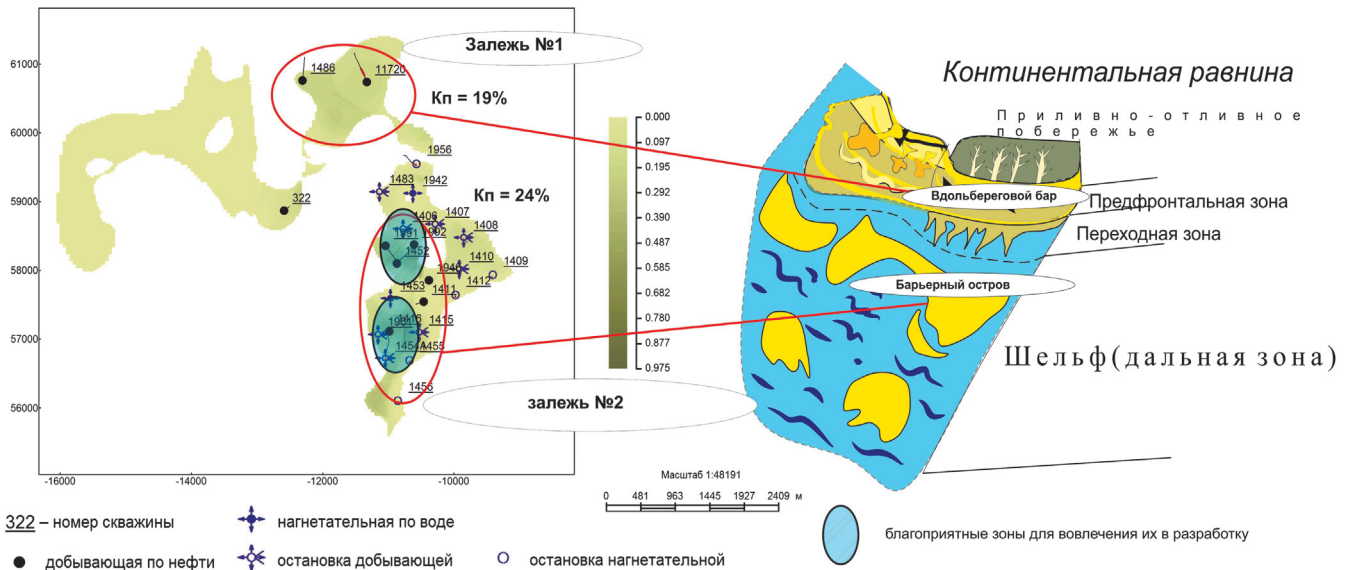 Залежь №1
61000
1486
11720
Континентальная равнина
Кп = 19%
0.000
Приливно-отливное
побережье
60000
0.097
1956
0.195
1483
1942
Кп = 24%
0.292
Вдольбереговой бар
59000
322
1406
1407
0.390
Предфронтальная зона
1408
0.487
Переходная зона
1452
1410
1409
58000
0.585
1412
1453
1411
0.682
Барьерный остров
1415
0.780
57000
1454А
1455
0.877
Шельф(дальная зона)
1456
0.975
56000
залежь №2
-16000
-14000
-12000
-10000
Масштаб 1:48191
0 481 963 1445 1927 2409 м
322 – номер скважины
нагнетательная по воде
добывающая по нефти
остановка добывающей
остановка нагнетательной
благоприятные зоны для вовлечения их в разработку